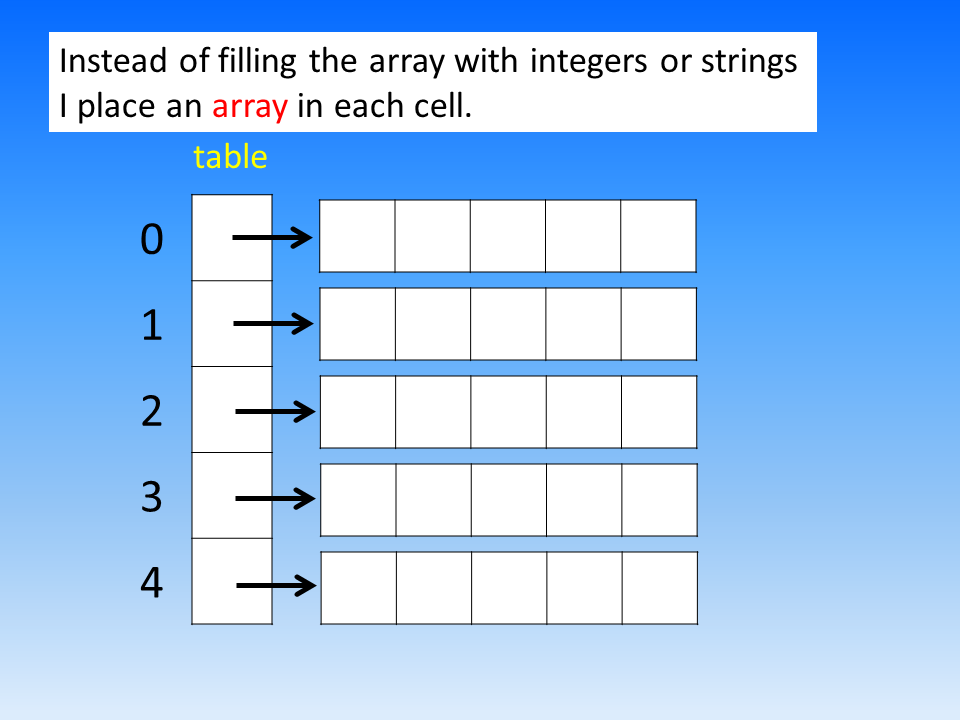 Instead of filling the array with integers or strings
I place an array in each cell.
table
0
1
2
3
4